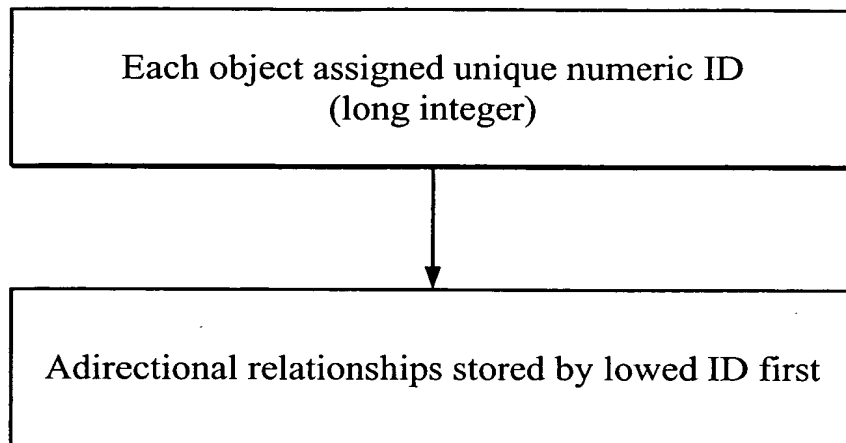 Each object assigned unique numeric ID
(long integer)
Adirectional relationships stored by lowed ID first